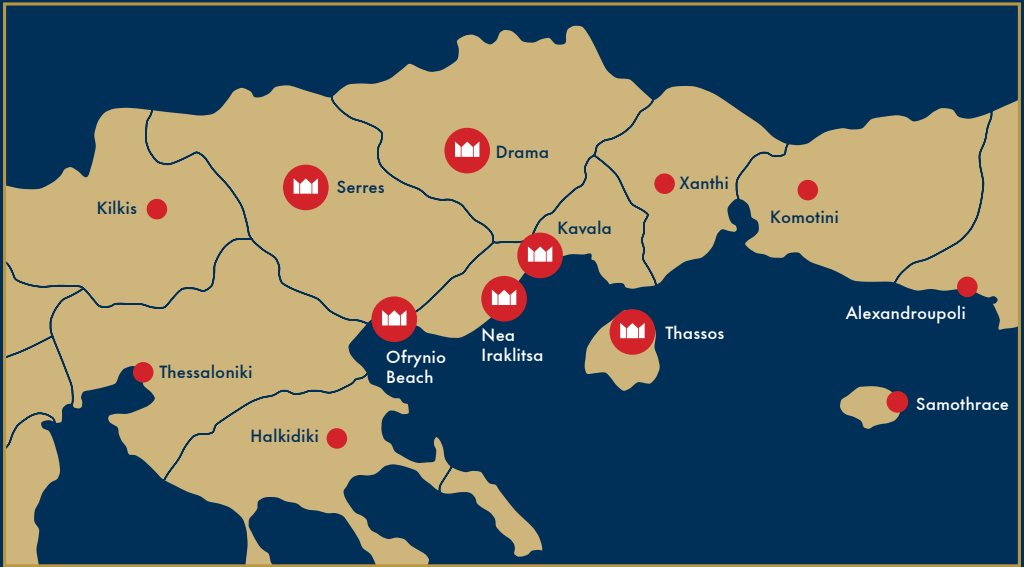 Drama
Serres
Xanthi
Kilkis
Komotini
Kavala
Alexandroupoli
Thassos
Nea
Iraklitsa
Ofrynio
Beach
Thessaloniki
Samothrace
Halkidiki